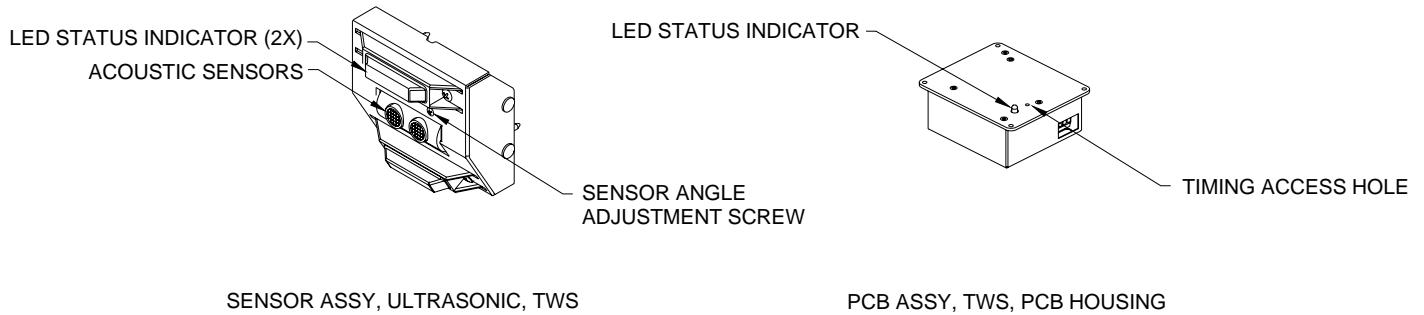 LED STATUS INDICATOR (2X)
ACOUSTIC SENSORS
SENSOR ANGLE
ADJUSTMENT SCREW
SENSOR ASSY, ULTRASONIC, TWS
LED STATUS INDICATOR
TIMING ACCESS HOLE
PCB ASSY, TWS, PCB HOUSING